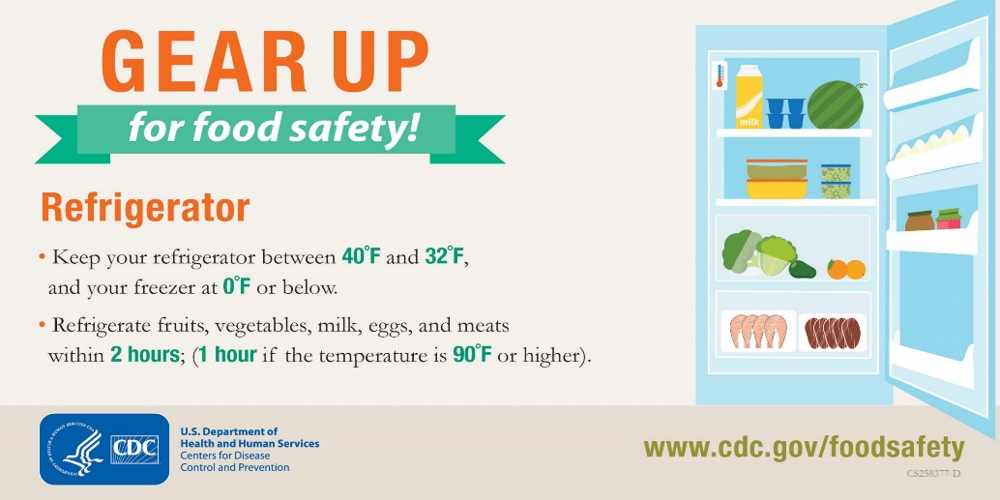 GEAR UP
for food safety!
Refrigerator
• Keep your refrigerator between 40°F and 32°F,
and your freezer at 0°F or below.
• Refrigerate fruits, vegetables, milk, eggs, and meats
within 2 hours; (1 hour if the temperature is 90°F or higher).
milk
CDC
U.S. Department of
Health and Human Services
Centers for Disease
Control and Prevention
www.cdc.gov/foodsafety
CS258377-D